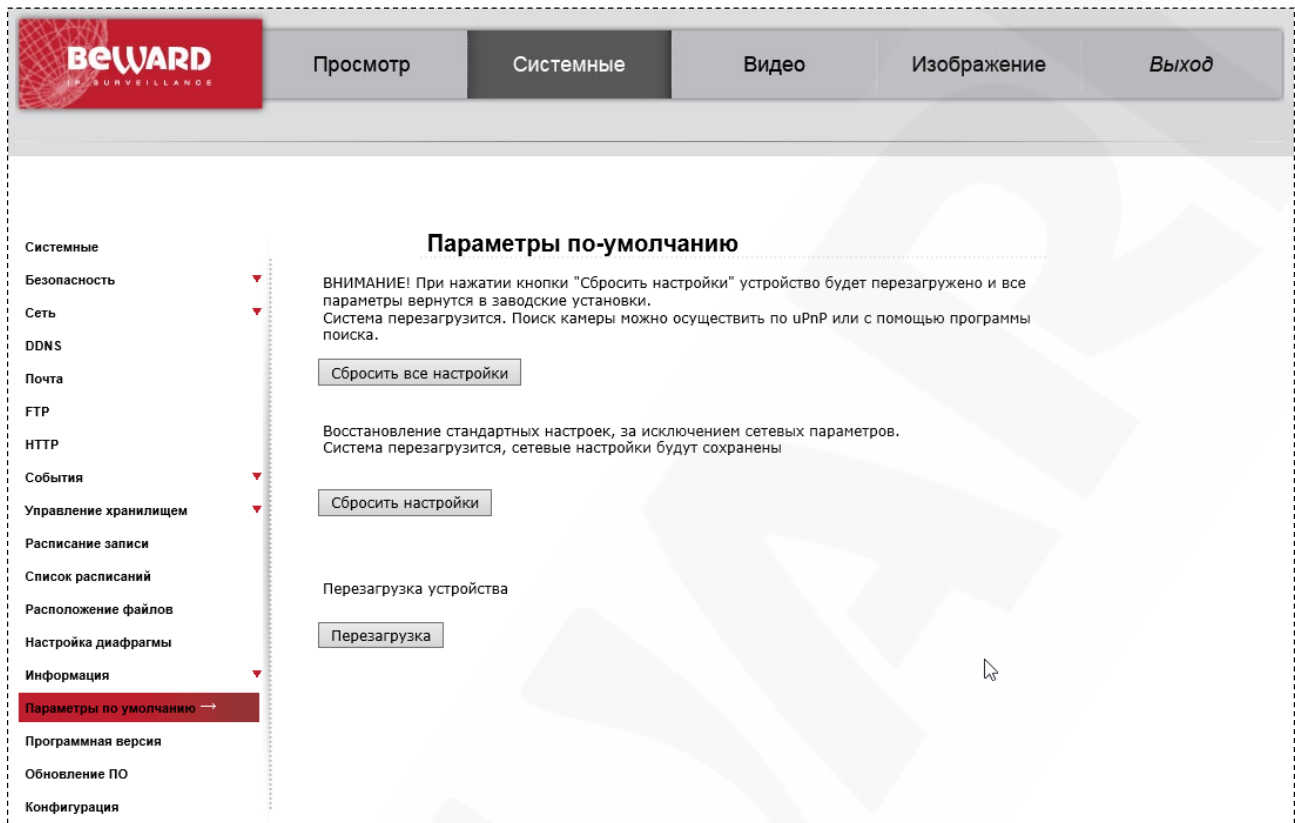 BEWARD
IP SURVEILLANCE
Просмотр
Системные
Видео
Изображение
Выход
Системные
Безопасность
Сеть
DDNS
Почта
FTP
HTTP
События
Управление хранилищем
Расписание записи
Список расписаний
Расположение файлов
Настройка диафрагмы
Информация
Параметры по умолчанию →
Программная версия
Обновление ПО
Конфигурация
Параметры по-умолчанию
ВНИМАНИЕ! При нажатии кнопки "Сбросить настройки" устройство будет перезагружено и все
параметры вернутся в заводские установки.
Система перезагрузится. Поиск камеры можно осуществить по uPnP или с помощью программы
поиска.
Сбросить все настройки
Восстановление стандартных настроек, за исключением сетевых параметров.
Система перезагрузится, сетевые настройки будут сохранены
Сбросить настройки
Перезагрузка устройства
Перезагрузка